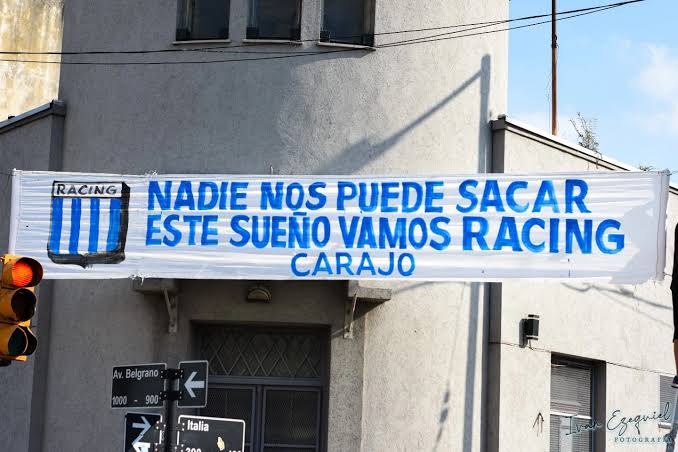 RACING
NADIE NOS PUEDE SACAR
ESTE SUEÑO VAMOS RACING
CARAJO
Av. Belgrano
1000 - 900
Italia
Ivan Ezequiel
FOTOGRAFIA